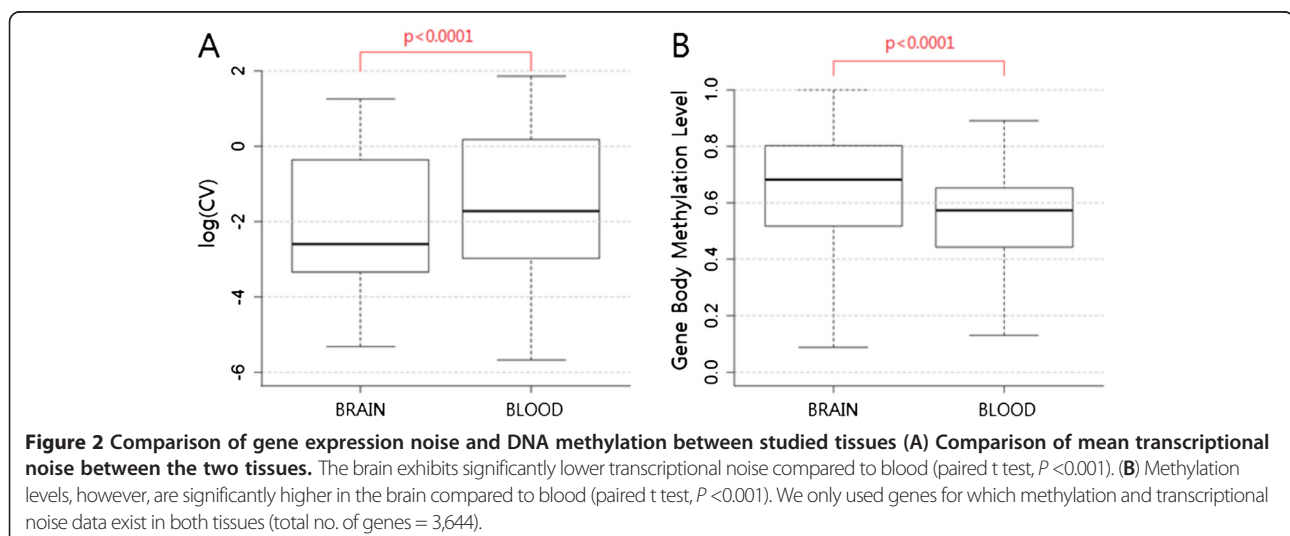 A
p<0.0001
2
0
-2
-4
-6
log(CV)
BRAIN
BLOOD
B
p<0.0001
1.0
0.8
0.6
0.4
0.2
0.0
Gene Body Methylation Level
BRAIN
BLOOD
Figure 2 Comparison of gene expression noise and DNA methylation between studied tissues (A) Comparison of mean transcriptional
noise between the two tissues. The brain exhibits significantly lower transcriptional noise compared to blood (paired t test, P <0.001). (B) Methylation
levels, however, are significantly higher in the brain compared to blood (paired t test, P <0.001). We only used genes for which methylation and transcriptional
noise data exist in both tissues (total no. of genes = 3,644).